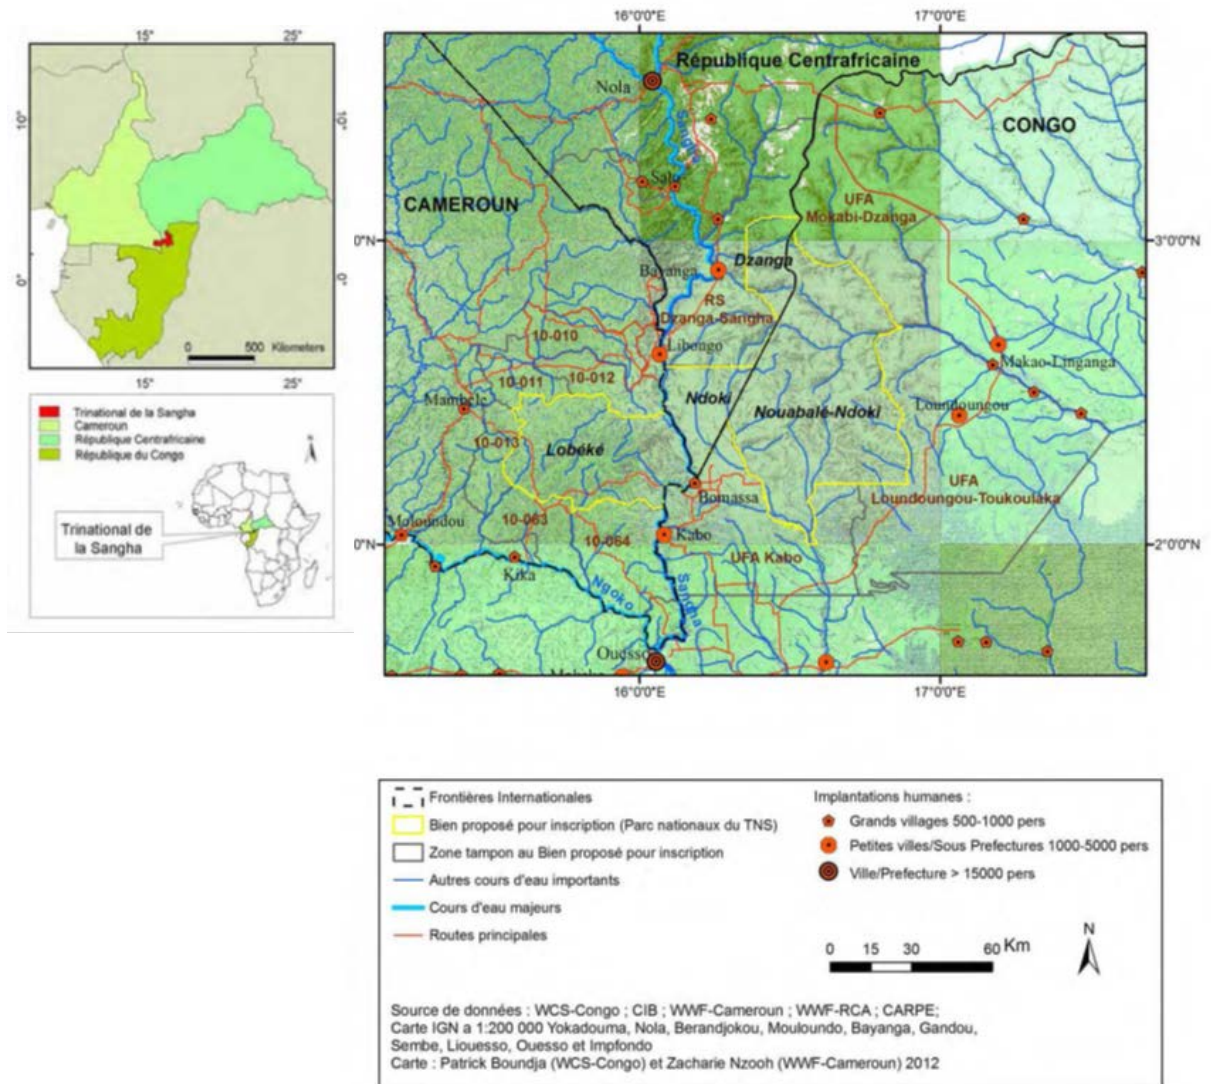 15°
25°
10°
10°
0°
0°
0 500 Kilometers
15°
25°
Trinational de la Sangha
Cameroun
République Centrafricaine
République du Congo
Trinational de
la Sangha
16°0'0"E
17°0'0"E
République Centrafricaine
Nola
CONGO
Sangha
Salo
CAMEROUN
UFA
Mokabi-Dzanga
0'N
3°0'0"N
Dzanga
Bayanga
RS
Dzanga-Sangha
10-010
Libongo
Makao-Linganga
10-011
10-012
Mambele
Ndoki
Nouabalé-Ndoki
Loundoungou
10-013
Lobéké
UFA
Loundoungou-Toukoulaka
Bomassa
Moloundou
10-063
10-064
Kabo
0'N
2°0'0"N
UFA Kabo
Kika
Ngoko
Sangha
Ouesso
16°0'0"E
17°0'0"E
Frontières Internationales
Bien proposé pour inscription (Parc nationaux du TNS)
Zone tampon au Bien proposé pour inscription
Autres cours d'eau importants
Cours d'eau majeurs
Routes principales
Implantations humaines :
Grands villages 500-1000 pers
Petites villes/Sous Prefectures 1000-5000 pers
Ville/Prefecture > 15000 pers
N
0 15 30 60 Km
Source de données : WCS-Congo ; CIB ; WWF-Cameroun ; WWF-RCA ; CARPE;
Carte IGN a 1:200 000 Yokadouma, Nola, Berandjokou, Mouloundo, Bayanga, Gandou,
Sembe, Liouesso, Ouesso et Impfondo
Carte : Patrick Boundja (WCS-Congo) et Zacharie Nzooh (WWF-Cameroun) 2012